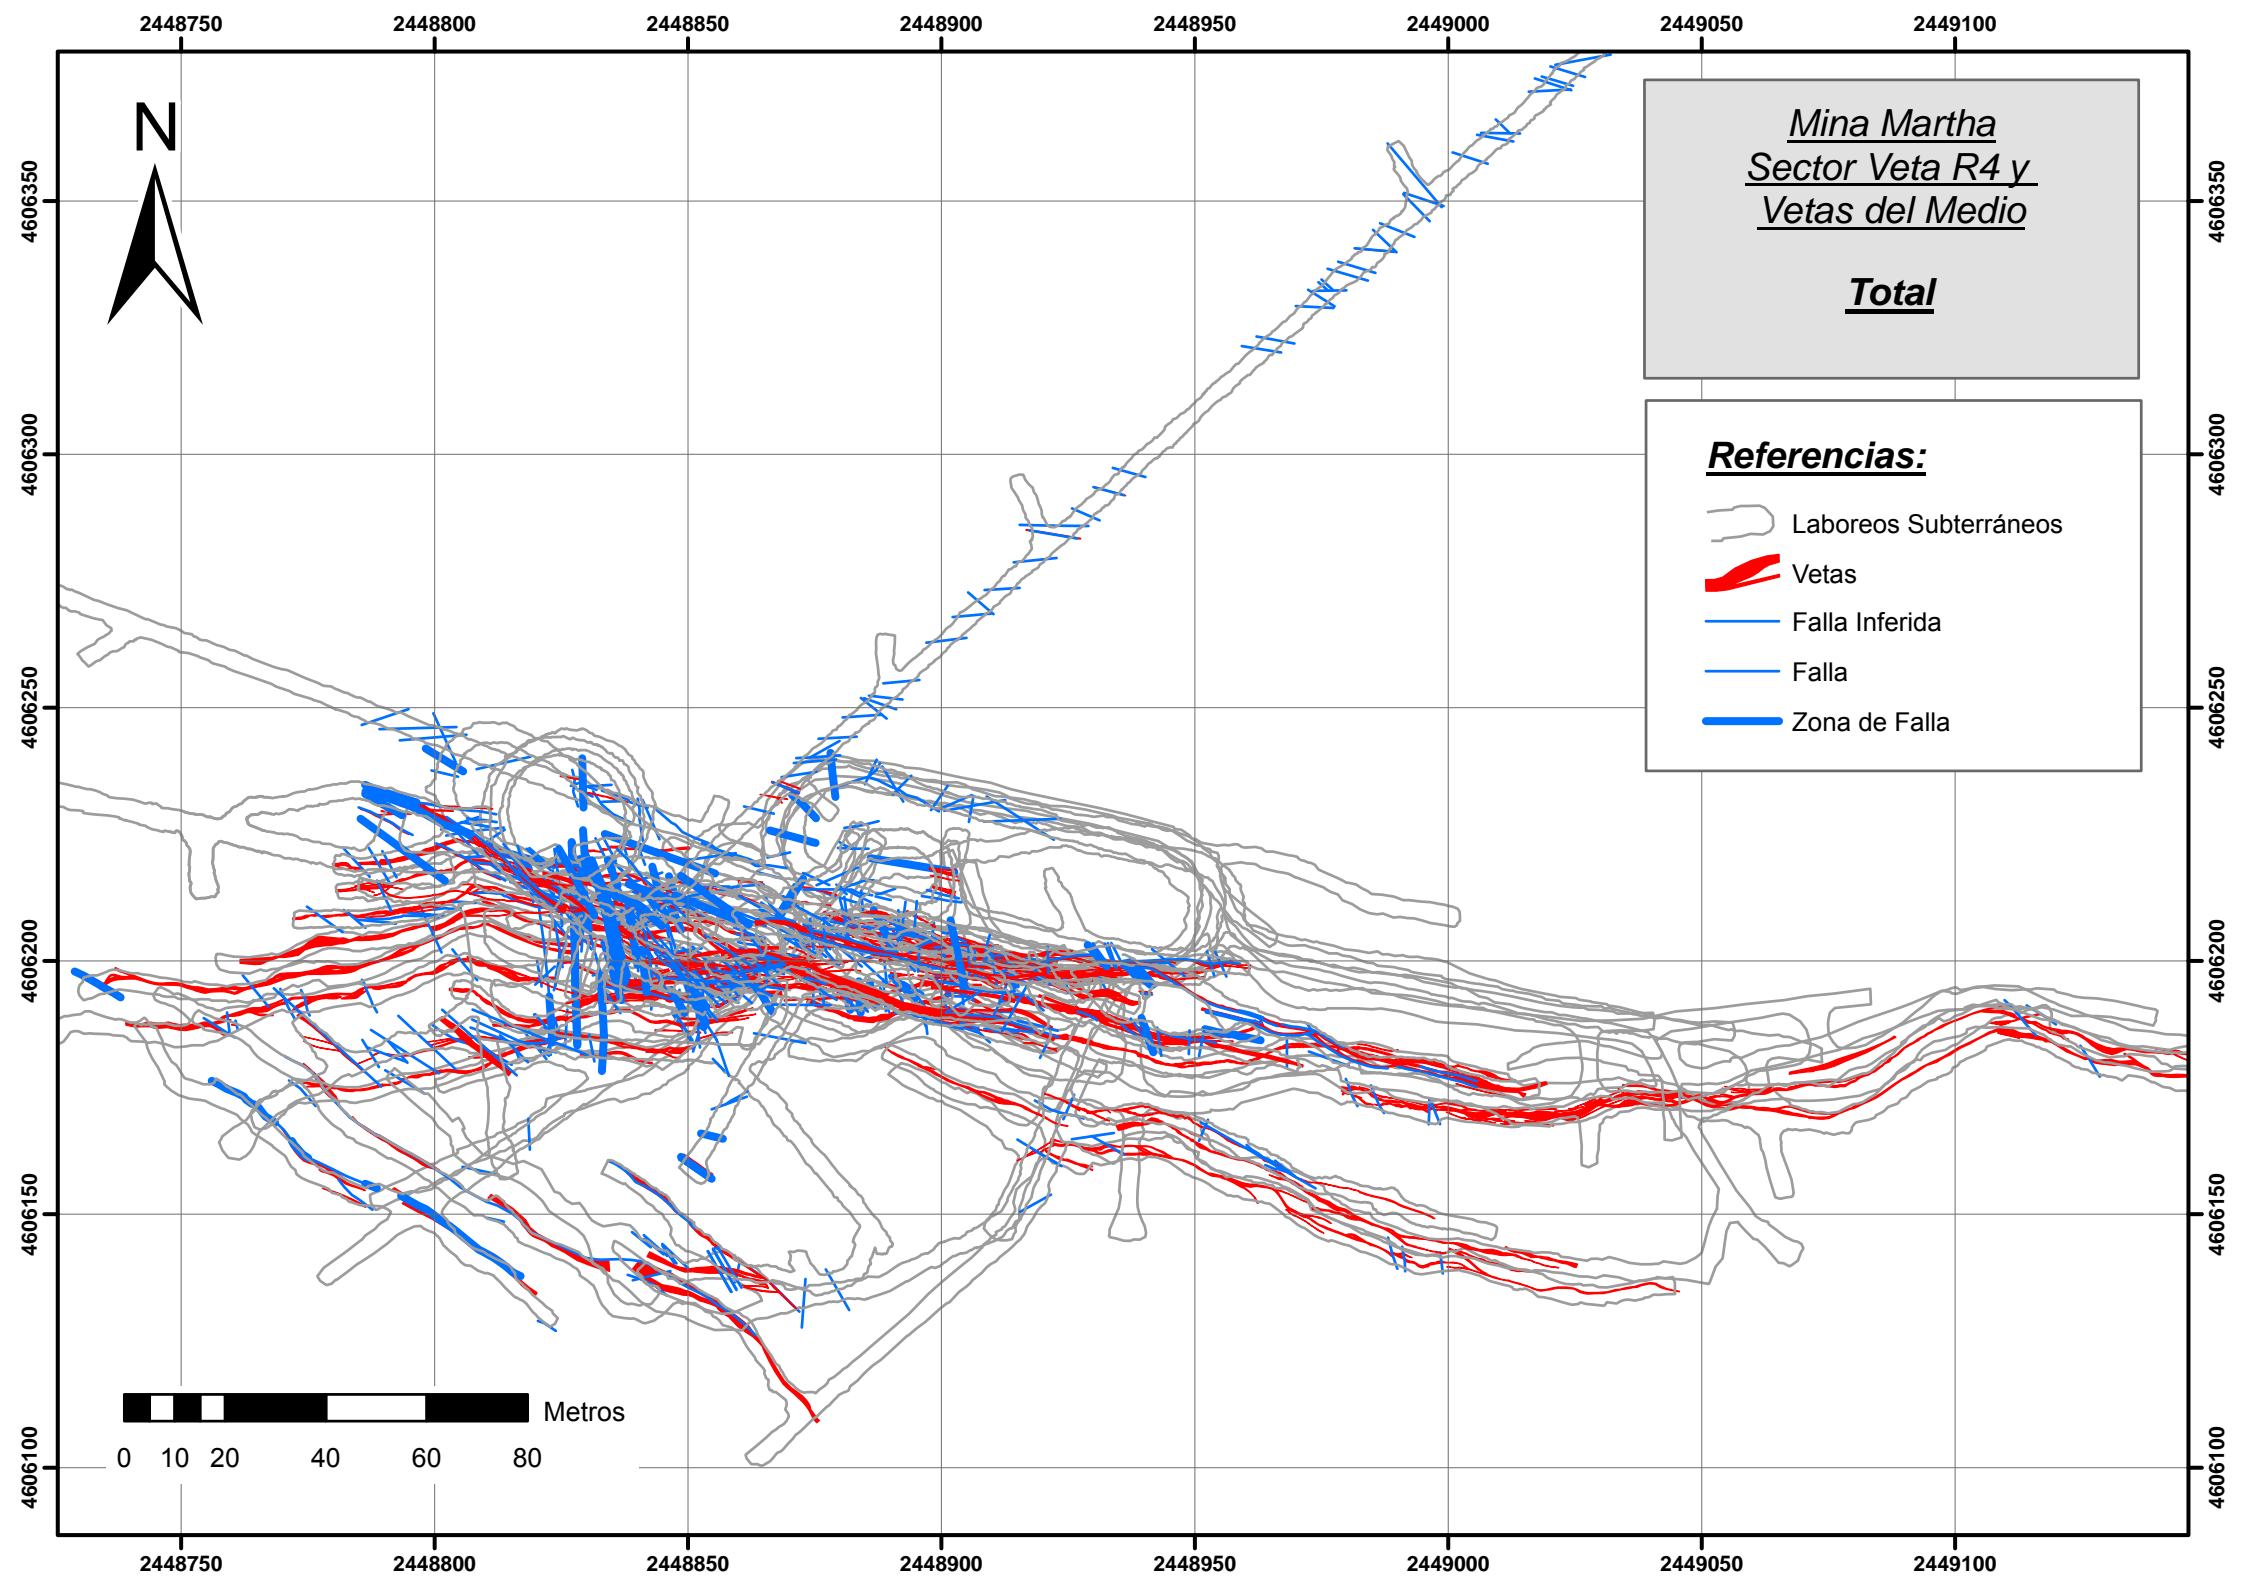 2448750 2448800 2448850 2448900 2448950 2449000 2449050 2449100
N
Mina Martha
Sector Veta R4 y
Vetas del Medio
Total
4606350 4606350
Referencias:
Laboreos Subterráneos
Vetas
Falla Inferida
Falla
Zona de Falla
4606300 4606300
4606250 4606250
4606200 4606200
4606150 4606150
Metros
0 10 20 40 60 80
4606100 4606100
2448750 2448800 2448850 2448900 2448950 2449000 2449050 2449100